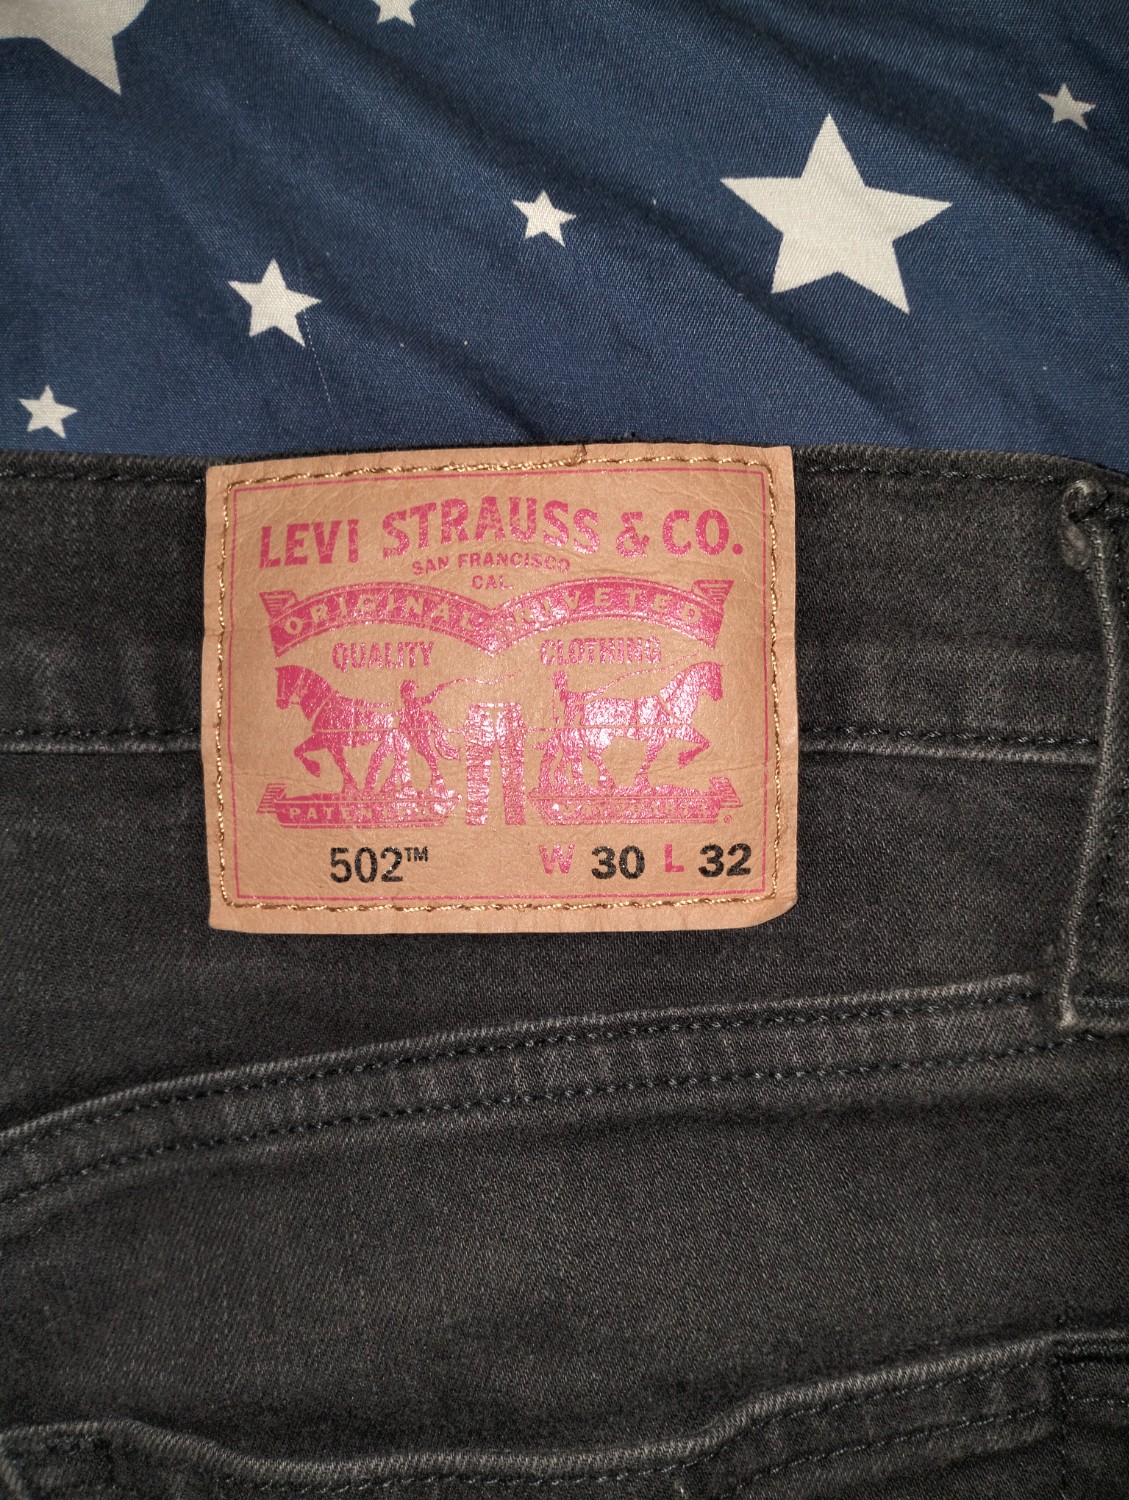 LEVI STRAUSS & CO.
SAN FRANCISCO
CAL.
ORIGINAL RIVETED
QUALITY CLOTHING
502™ W 30 L 32